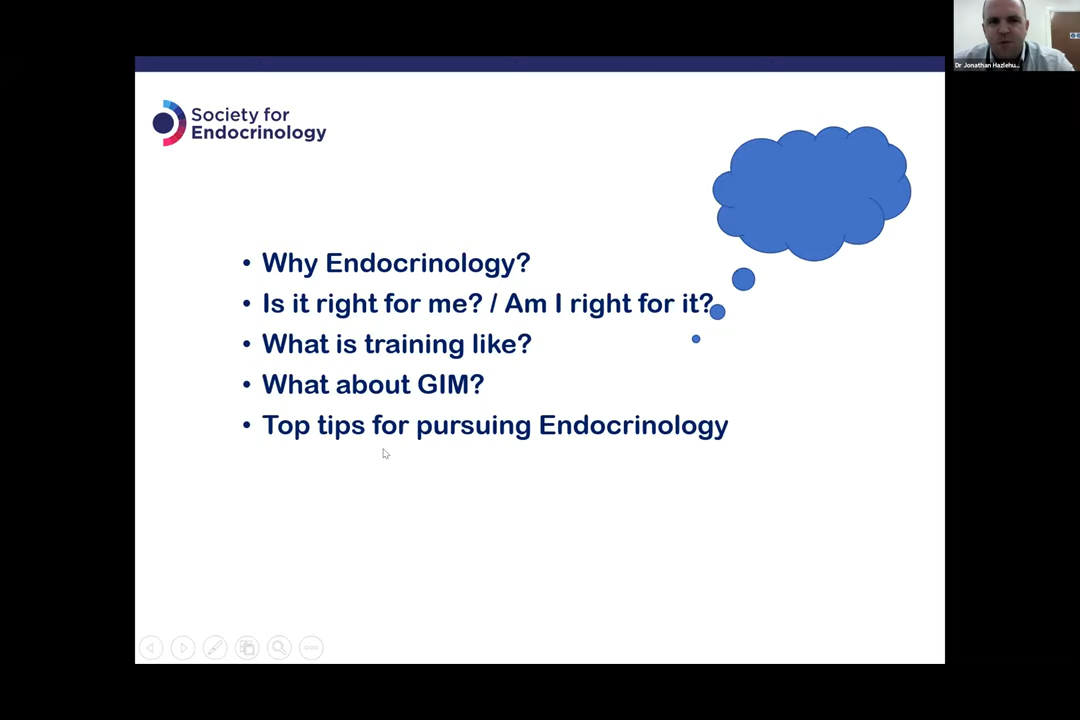 Dr Jonathan Hazlehu...
Society for
Endocrinology
• Why Endocrinology?
• Is it right for me? / Am I right for it?
• What is training like?
• What about GIM?
• Top tips for pursuing Endocrinology